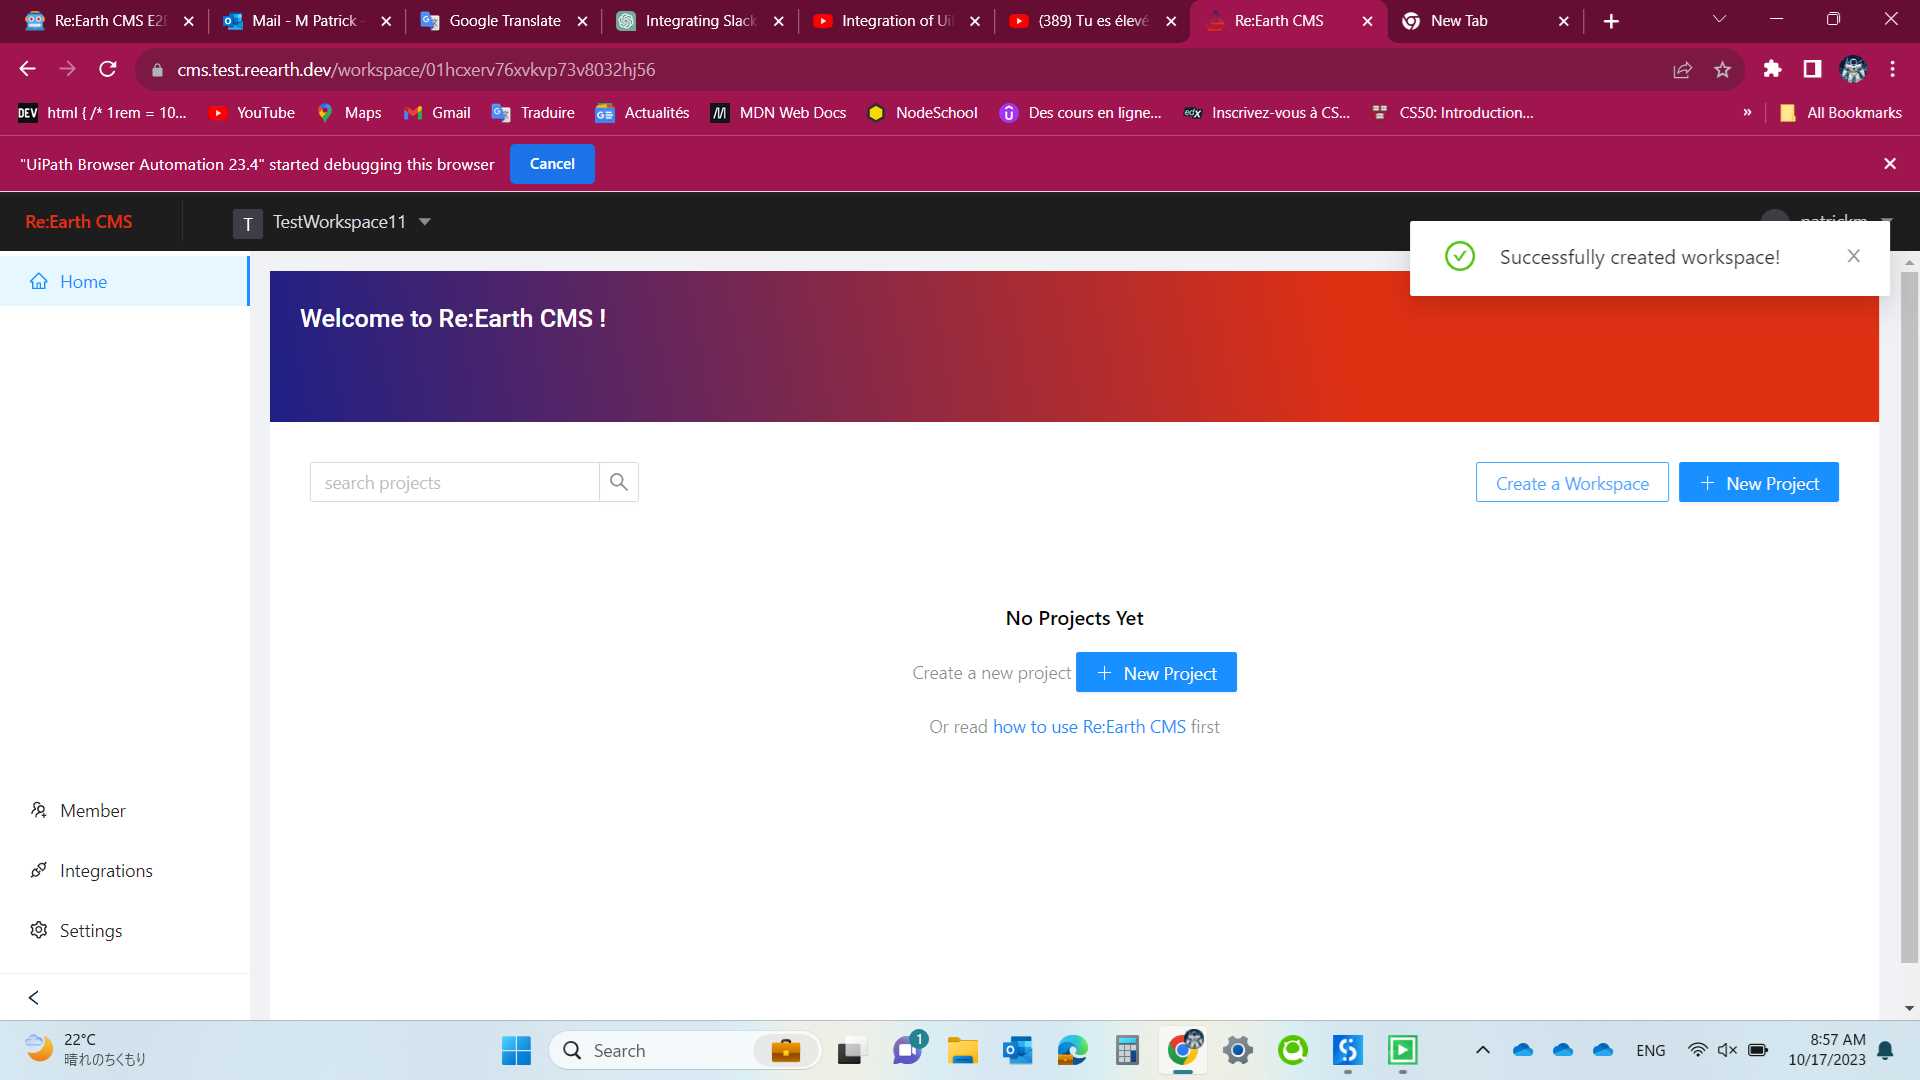 Re:Earth CMS E2
Mail - M Patrick
Google Translate
Integrating Slack
Integration of Ui
(389) Tu es élevé
Re:Earth CMS
New Tab
cms.test.reearth.dev/workspace/01hcxerv76xvkvp73v8032hj56
DEV html { /* 1rem = 10...
YouTube
Maps
Gmail
Traduire
Actualités
MDN Web Docs
NodeSchool
Des cours en ligne...
edX Inscrivez-vous à CS...
CS50: Introduction...
»
All Bookmarks
"UiPath Browser Automation 23.4" started debugging this browser
Cancel
Re:Earth CMS
T TestWorkspace11
patrickm
Successfully created workspace!
Home
Welcome to Re:Earth CMS !
search projects
Create a Workspace
+ New Project
No Projects Yet
Create a new project + New Project
Or read how to use Re:Earth CMS first
Member
Integrations
Settings
22°C
晴れのちくもり
Search
1
ENG
8:57 AM
10/17/2023